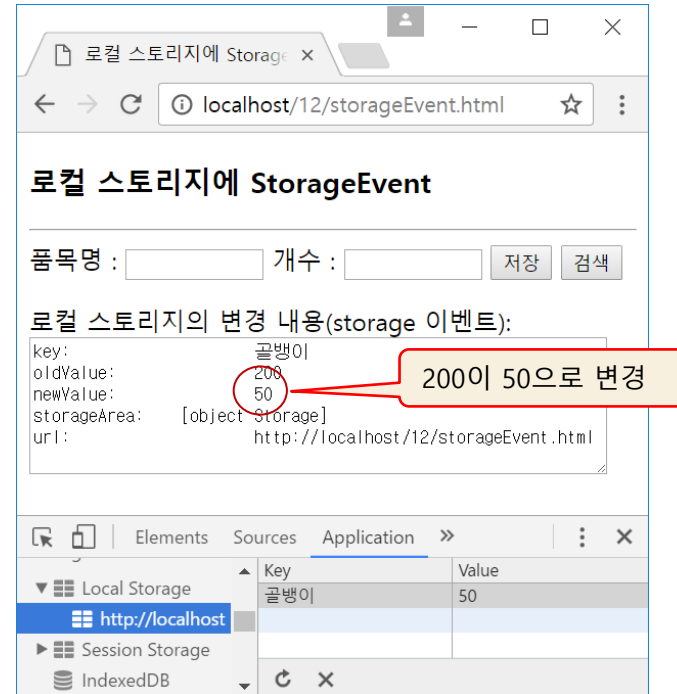 로컬 스토리지에 Storage
localhost/12/storageEvent.html
로컬 스토리지에 StorageEvent
품목명 : 개수 : 저장 검색
로컬 스토리지의 변경 내용(storage 이벤트):
key: 골뱅이
oldValue: 200
newValue: 50
storageArea: [object Storage]
url: http://localhost/12/storageEvent.html
200이 50으로 변경
Elements Sources Application
Key Value
Local Storage
골뱅이 50
http://localhost
Session Storage
IndexedDB